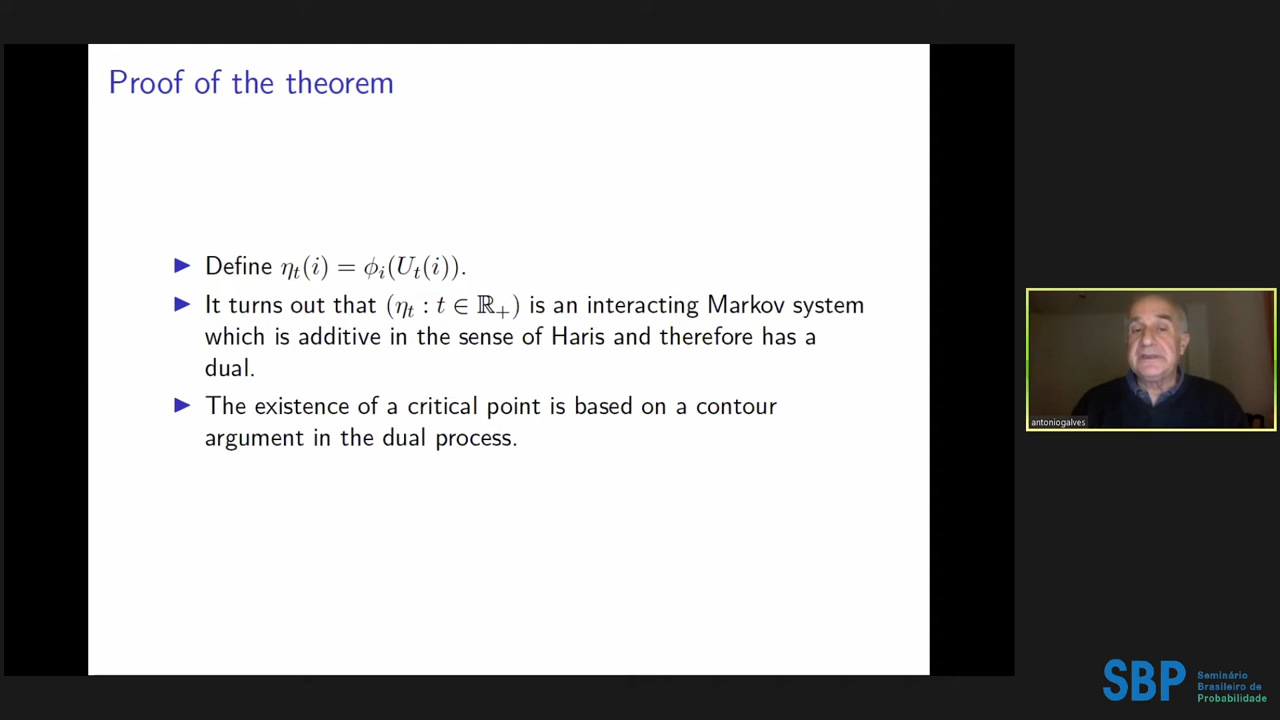 Proof of the theorem
▶ Define ηₜ(i) = ϕᵢ(Uₜ(i)).
▶ It turns out that (ηₜ : t ∈ ℝ₊) is an interacting Markov system
which is additive in the sense of Haris and therefore has a
dual.
▶ The existence of a critical point is based on a contour
argument in the dual process.
antoniogalves
SBP
Seminário
Brasileiro de
Probabilidade